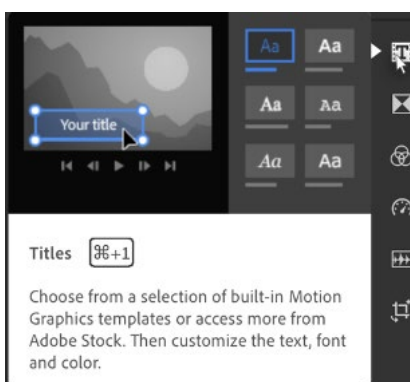 Your title
Aa Aa
Aa Aa
Aa Aa
Titles ⌘+1
Choose from a selection of built-in Motion
Graphics templates or access more from
Adobe Stock. Then customize the text, font
and color.